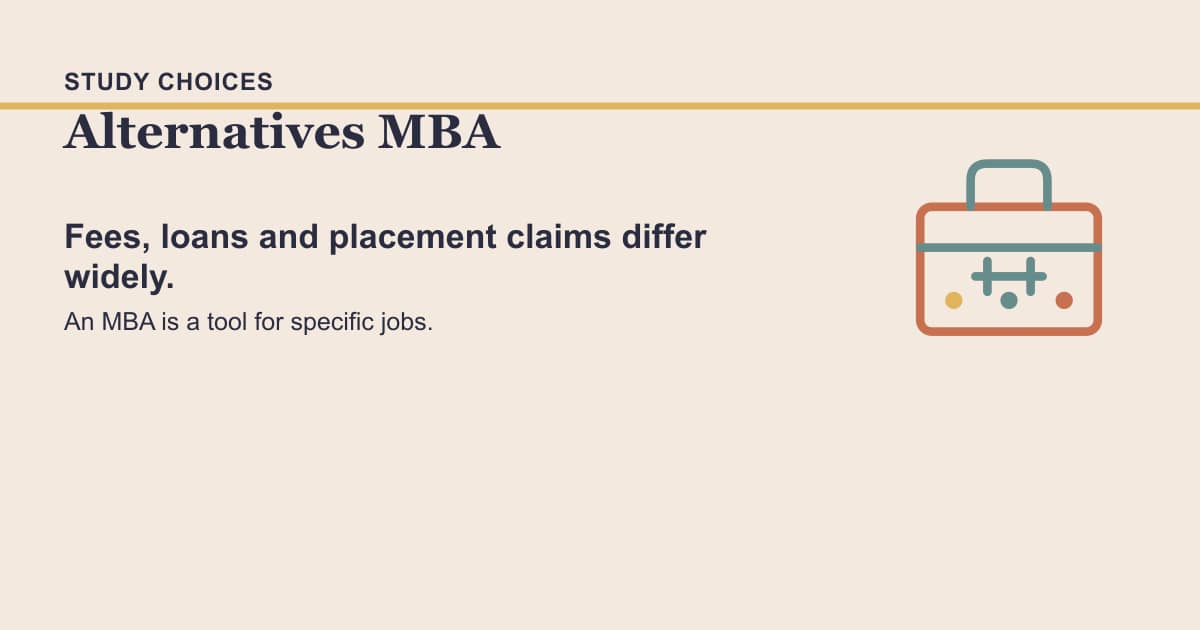 STUDY CHOICES
Alternatives MBA
Fees, loans and placement claims differ
widely.
An MBA is a tool for specific jobs.